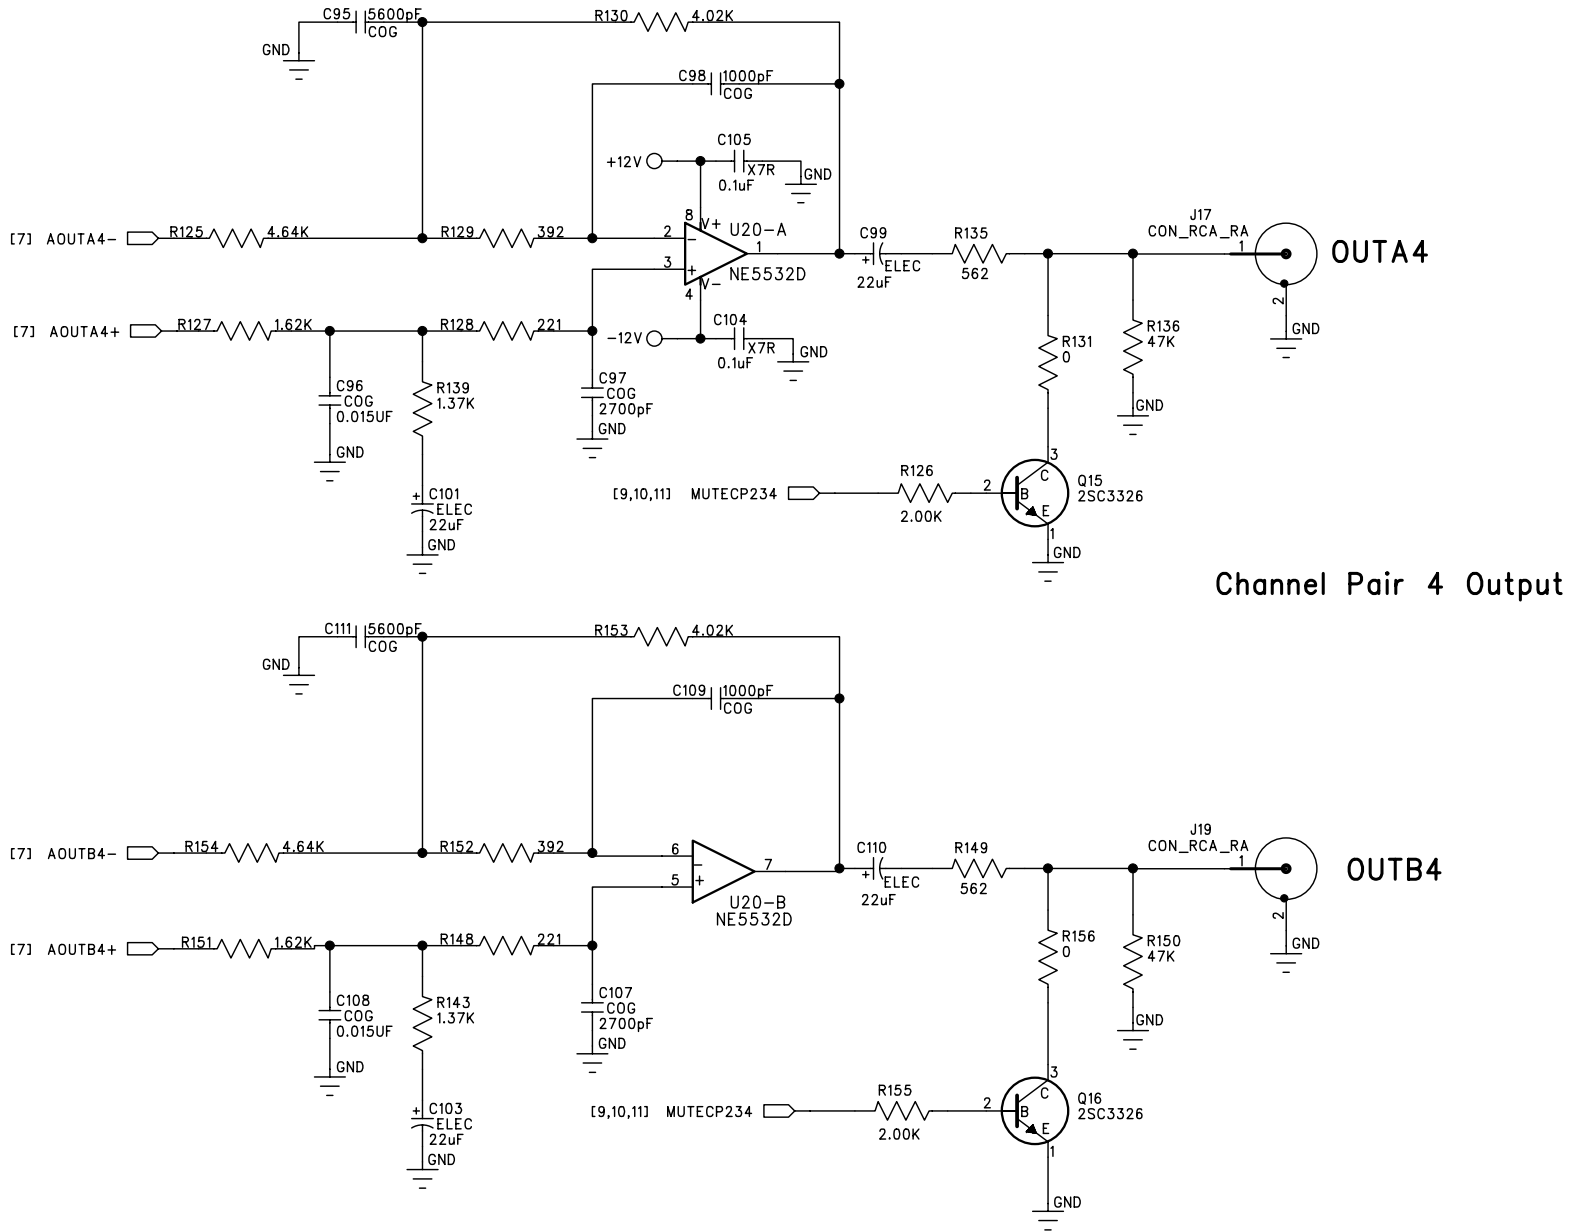 C95 5600pF
COG
GND
R130 4.02K
C98 1000pF
COG
C105
+12V
X7R
0.1uF
GND
[7] AOUTA4-
R125 4.64K
R129 392
2
3
8
V+
U20-A
1
NE5532D
V-
4
C99
ELEC
22uF
R135
562
J17
CON_RCA_RA
1
2
OUTA4
GND
[7] AOUTA4+
R127 1.62K
R128 221
-12V
C104
X7R
0.1uF
GND
R131
0
R136
47K
GND
C96
COG
0.015UF
GND
R139
1.37K
C97
COG
2700pF
GND
+
C101
ELEC
22uF
GND
[9,10,11] MUTECP234
R126
2.00K
2
3
C
B
E
1
Q15
2SC3326
GND
Channel Pair 4 Output
C111 5600pF
COG
GND
R153 4.02K
C109 1000pF
COG
[7] AOUTB4-
R154 4.64K
R152 392
6
5
7
U20-B
NE5532D
C110
ELEC
22uF
R149
562
J19
CON_RCA_RA
1
2
OUTB4
GND
[7] AOUTB4+
R151 1.62K
R148 221
R156
0
R150
47K
GND
C108
COG
0.015UF
GND
R143
1.37K
C107
COG
2700pF
GND
+
C103
ELEC
22uF
GND
[9,10,11] MUTECP234
R155
2.00K
2
3
C
B
E
1
Q16
2SC3326
GND